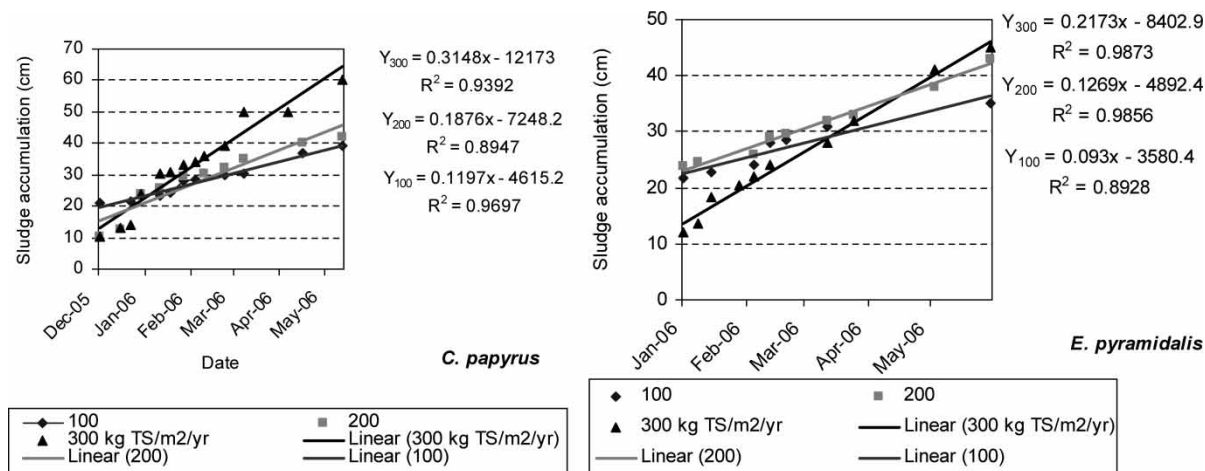 70
60
50
40
30
20
10
0
Sludge accumulation (cm)
Dec-05
Jan-06
Feb-06
Mar-06
Apr-06
May-06
Date
Y300 = 0.3148x - 12173
R2 = 0.9392
Y200 = 0.1876x - 7248.2
R2 = 0.8947
Y100 = 0.1197x - 4615.2
R2 = 0.9697
C. papyrus
100
200
300 kg TS/m2/yr
Linear (300 kg TS/m2/yr)
Linear (200)
Linear (100)
50
40
30
20
10
0
Sludge accumulation (cm)
Jan-06
Feb-06
Mar-06
Apr-06
May-06
Y300 = 0.2173x - 8402.9
R2 = 0.9873
Y200 = 0.1269x - 4892.4
R2 = 0.9856
Y100 = 0.093x - 3580.4
R2 = 0.8928
E. pyramidalis
100
200
300 kg TS/m2/yr
Linear (300 kg TS/m2/yr)
Linear (200)
Linear (100)